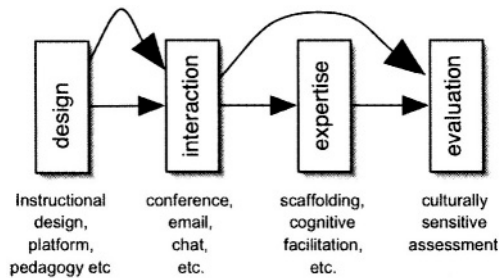 design
interaction
expertise
evaluation
Instructional
design,
platform,
pedagogy etc
conference,
email,
chat,
etc.
scaffolding,
cognitive
facilitation,
etc.
culturally
sensitive
assessment